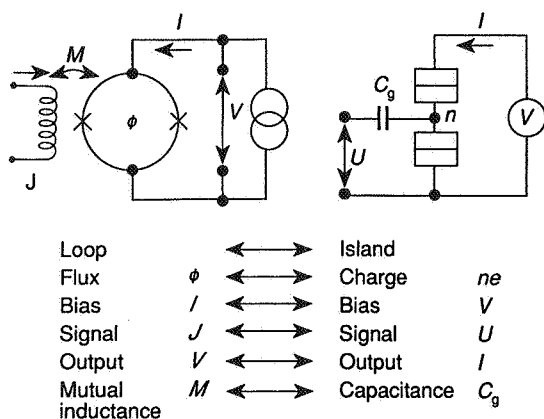 I
M
ϕ
V
J
I
C_g
n
V
U
Loop ⟷ Island
Flux ϕ ⟷ Charge ne
Bias I ⟷ Bias V
Signal J ⟷ Signal U
Output V ⟷ Output I
Mutual M ⟷ Capacitance C_g
inductance